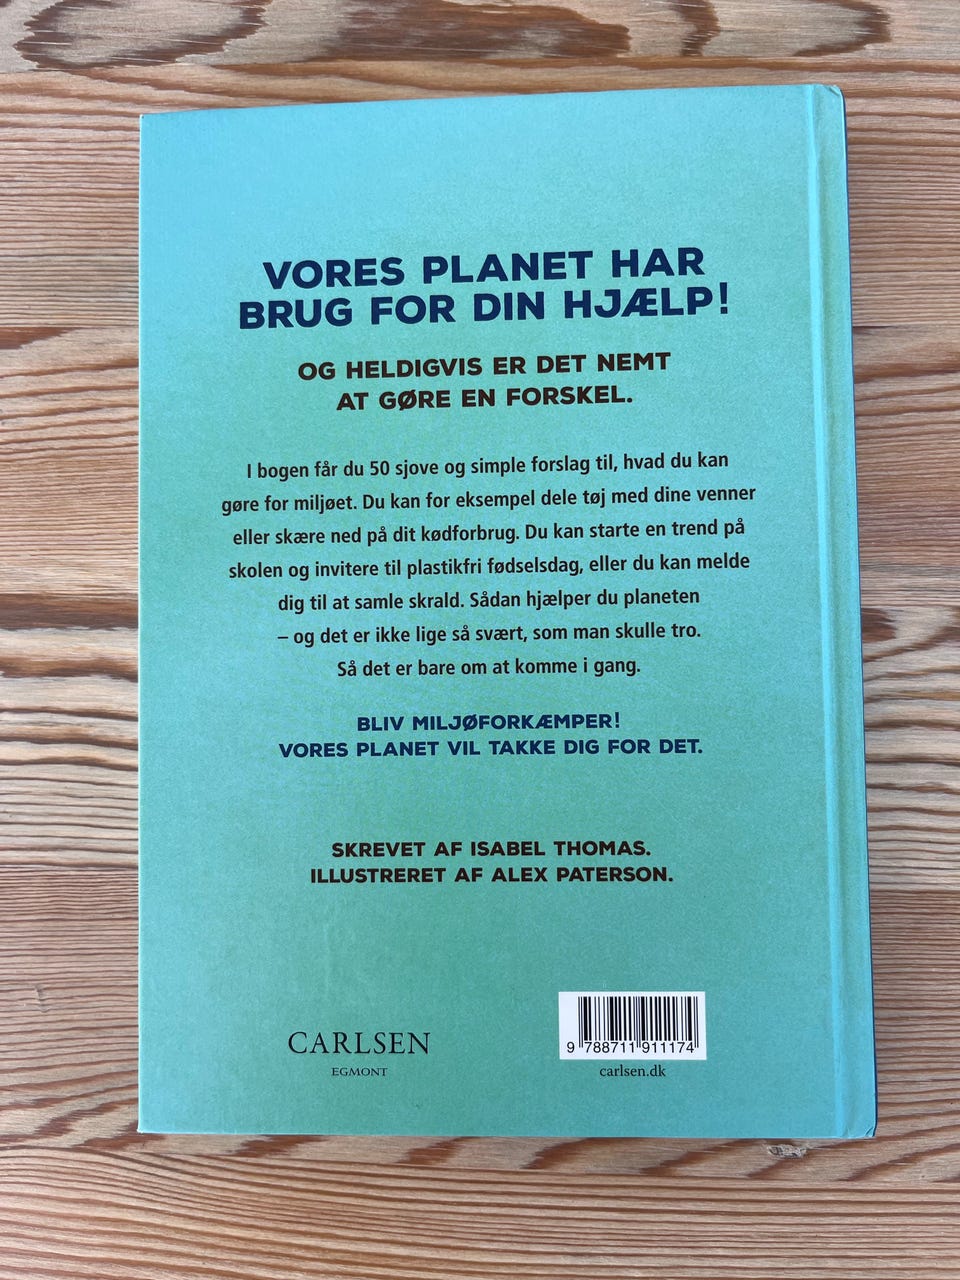 VORES PLANET HAR
BRUG FOR DIN HJÆLP!
OG HELDIGVIS ER DET NEMT
AT GØRE EN FORSKEL.
I bogen får du 50 sjove og simple forslag til, hvad du kan
gøre for miljøet. Du kan for eksempel dele tøj med dine venner
eller skære ned på dit kødforbrug. Du kan starte en trend på
skolen og invitere til plastikfri fødselsdag, eller du kan melde
dig til at samle skrald. Sådan hjælper du planeten
– og det er ikke lige så svært, som man skulle tro.
Så det er bare om at komme i gang.
BLIV MILJØFORKÆMPER!
VORES PLANET VIL TAKKE DIG FOR DET.
SKREVET AF ISABEL THOMAS.
ILLUSTRERET AF ALEX PATERSON.
CARLSEN
EGMONT
9 788711 911174
carlsen.dk